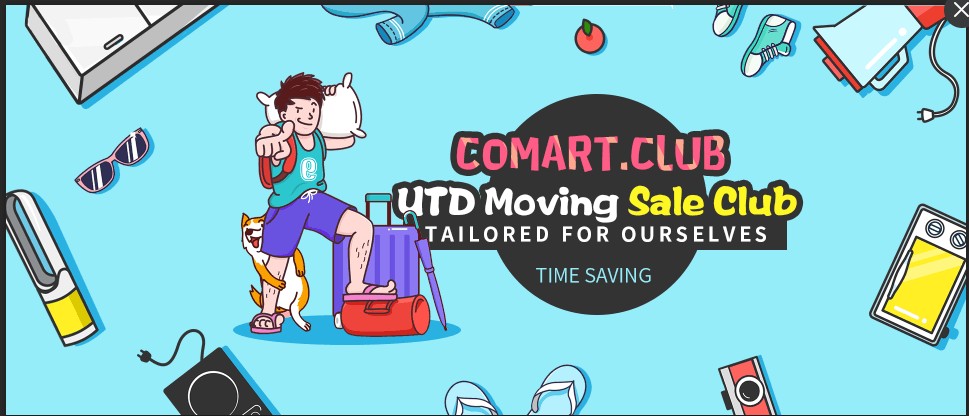 COMART.CLUB
UTD Moving Sale Club
TAILORED FOR OURSELVES
TIME SAVING
e